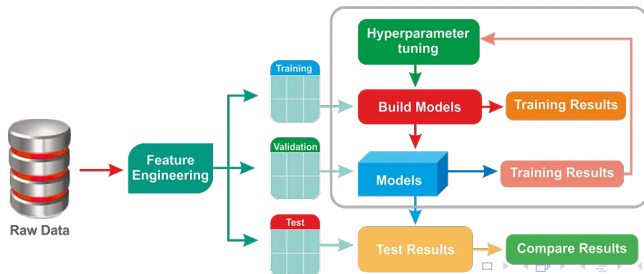 Hyperparameter
tuning
Training
Build Models
Training Results
Raw Data
Feature
Engineering
Validation
Models
Training Results
Test
Test Results
Compare Results